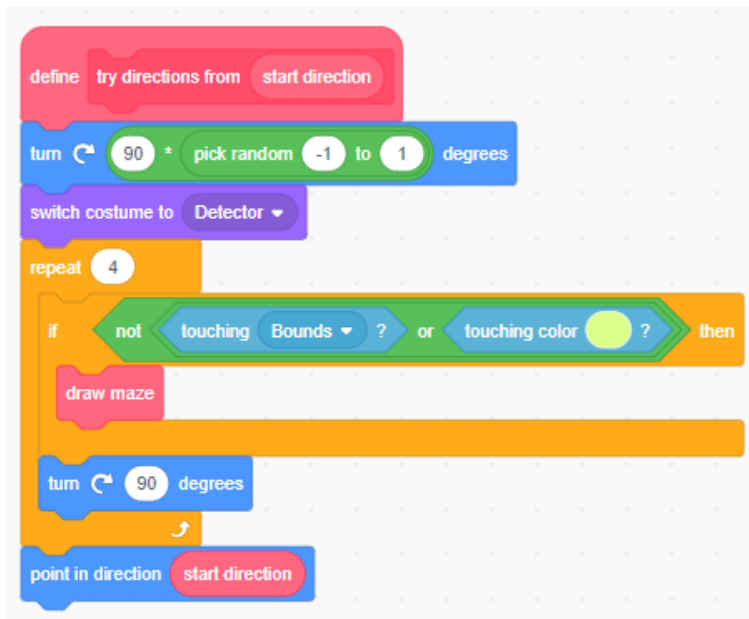 define try directions from start direction
turn 90 * pick random -1 to 1 degrees
switch costume to Detector
repeat 4
if not touching Bounds ? or touching color ? then
draw maze
turn 90 degrees
point in direction start direction